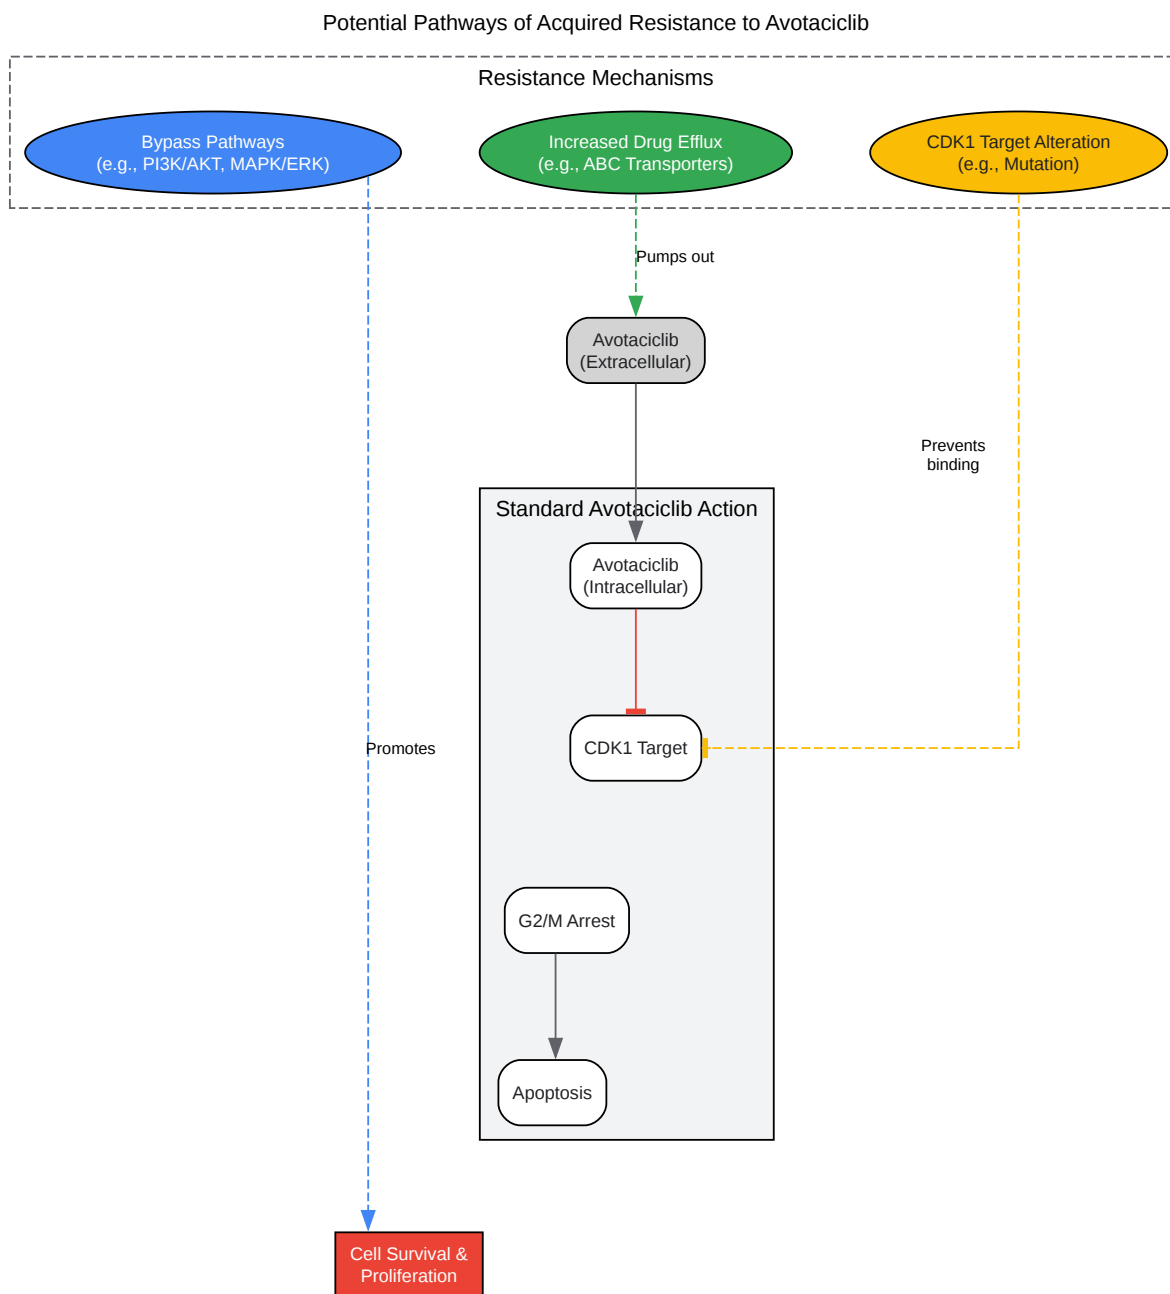 Potential Pathways of Acquired Resistance to Avotaciclib
Resistance Mechanisms
Bypass Pathways
(e.g., PI3K/AKT, MAPK/ERK)
Increased Drug Efflux
(e.g., ABC Transporters)
CDK1 Target Alteration
(e.g., Mutation)
Pumps out
Avotaciclib
(Extracellular)
Prevents
binding
Standard Avotaciclib Action
Avotaciclib
(Intracellular)
Promotes
CDK1 Target
G2/M Arrest
Apoptosis
Cell Survival &
Proliferation